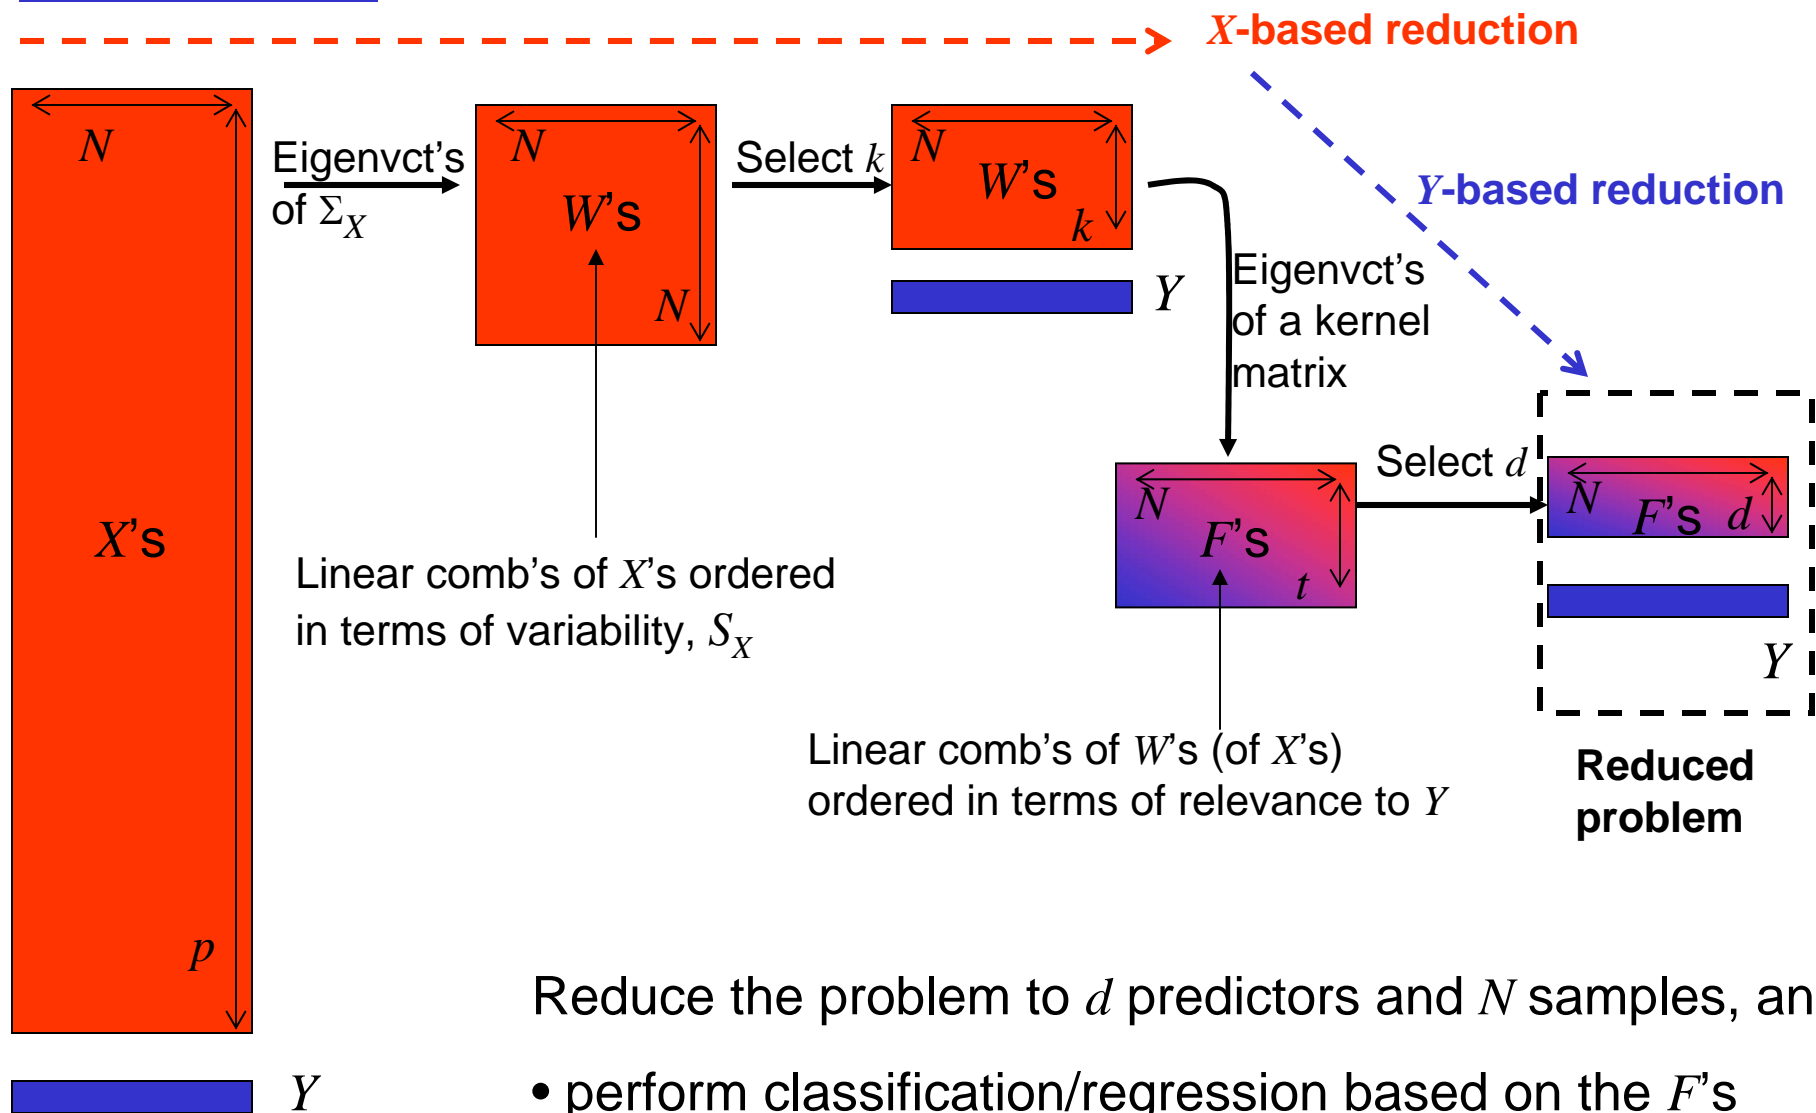 X-based reduction
N
Eigenvct's
of Σ_X
N
W's
N
Select k
N
W's
k
Y
Y-based reduction
Eigenvct's
of a kernel
matrix
X's
Linear comb's of X's ordered
in terms of variability, S_X
N
F's
t
Select d
N
F's
d
Y
Linear comb's of W's (of X's)
ordered in terms of relevance to Y
Reduced
problem
p
Y
Reduce the problem to d predictors and N samples, an
• perform classification/regression based on the F's